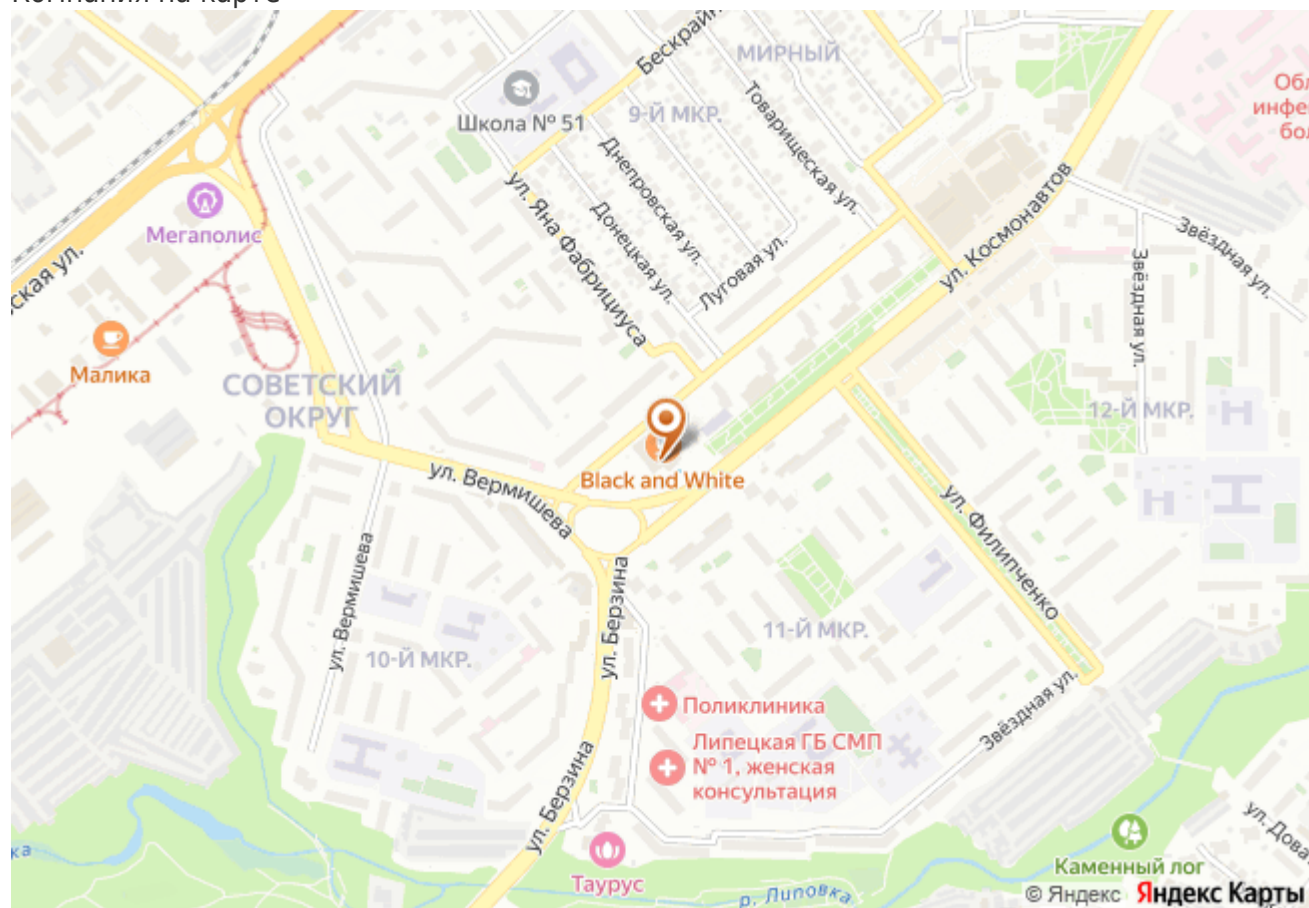 Компания на карте
МИРНЫЙ
Школа № 51
9-Й МКР.
Товарищеская ул.
Обл
инфе
бол
Днепровская ул.
Донецкая ул.
ул. Яна Фабрициуса
Луговая ул.
ул. Космонавтов
Звёздная ул.
Звёздная ул.
Мегаполис
ская ул.
Малика
СОВЕТСКИЙ
ОКРУГ
12-Й МКР.
Black and White
ул. Вермишева
ул. Вермишева
ул. Филипченко
ул. Берзина
11-Й МКР.
10-Й МКР.
Поликлиника
Липецкая ГБ СМП
№ 1, женская
консультация
Звёздная ул.
ул. Берзина
ул. Дова
ка
Таурус
р. Липовка
Каменный лог
© Яндекс Яндекс Карты